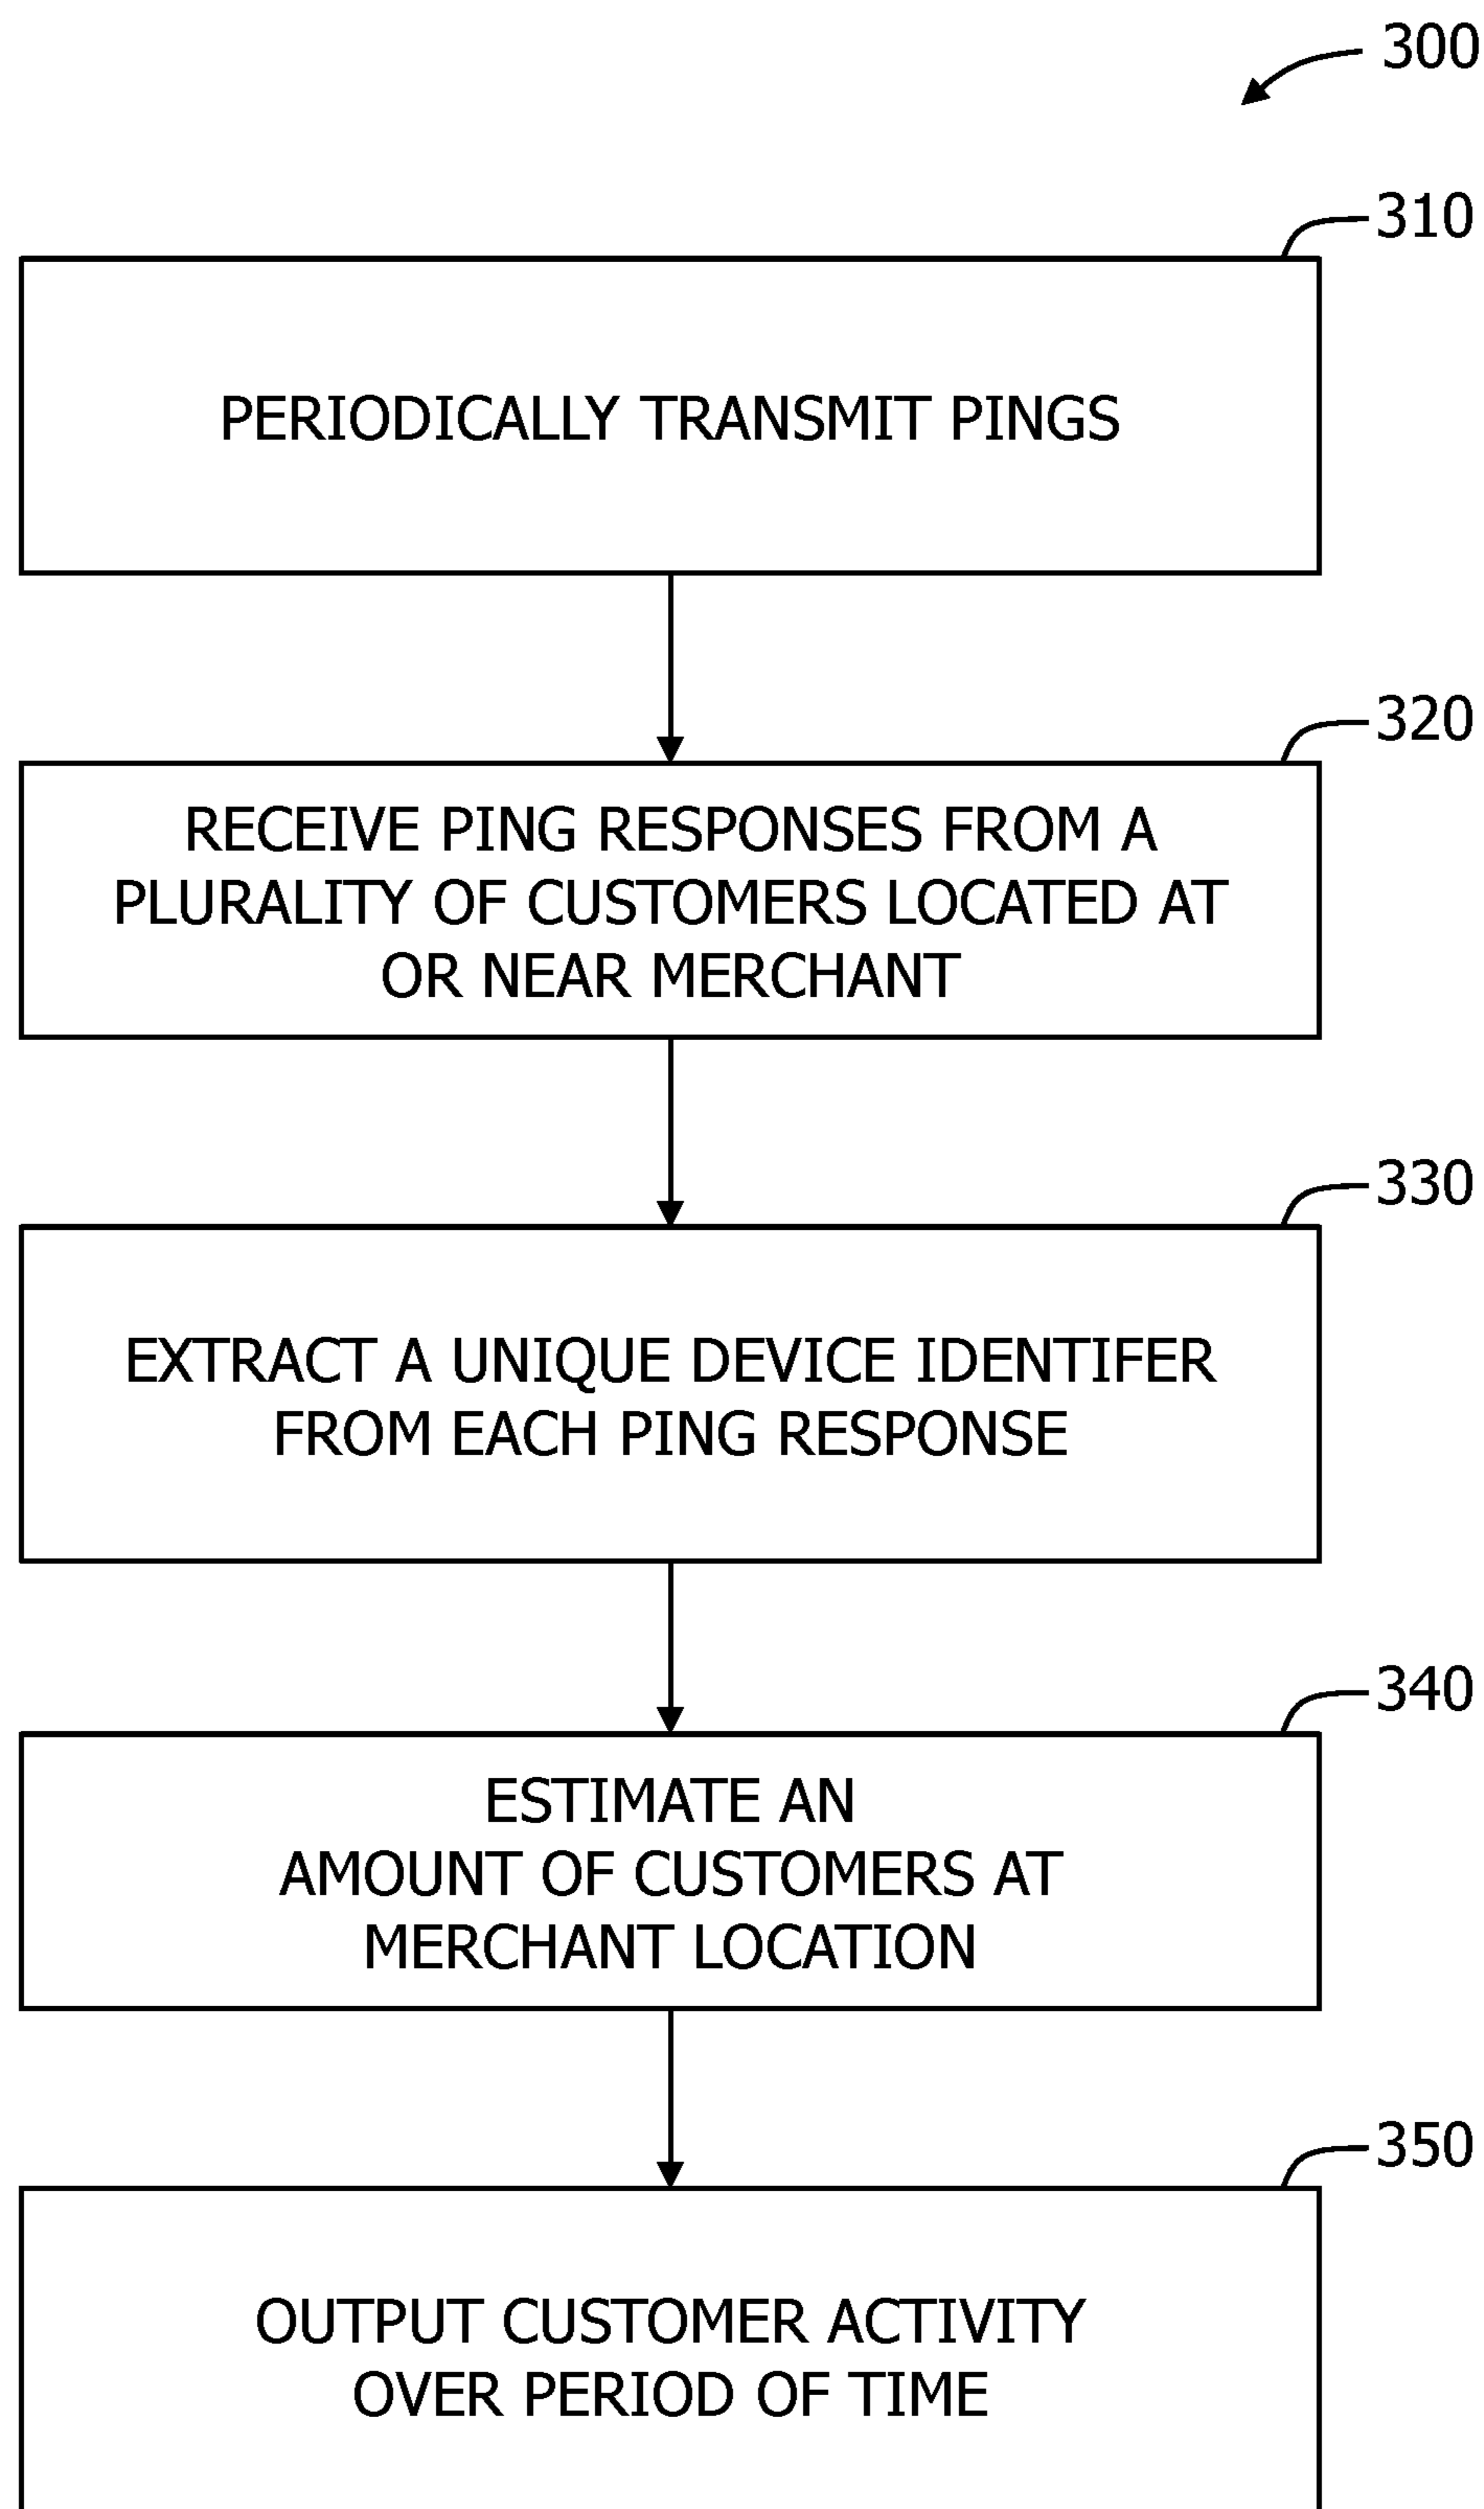 300
310
PERIODICALLY TRANSMIT PINGS
320
RECEIVE PING RESPONSES FROM A
PLURALITY OF CUSTOMERS LOCATED AT
OR NEAR MERCHANT
330
EXTRACT A UNIQUE DEVICE IDENTIFER
FROM EACH PING RESPONSE
340
ESTIMATE AN
AMOUNT OF CUSTOMERS AT
MERCHANT LOCATION
350
OUTPUT CUSTOMER ACTIVITY
OVER PERIOD OF TIME